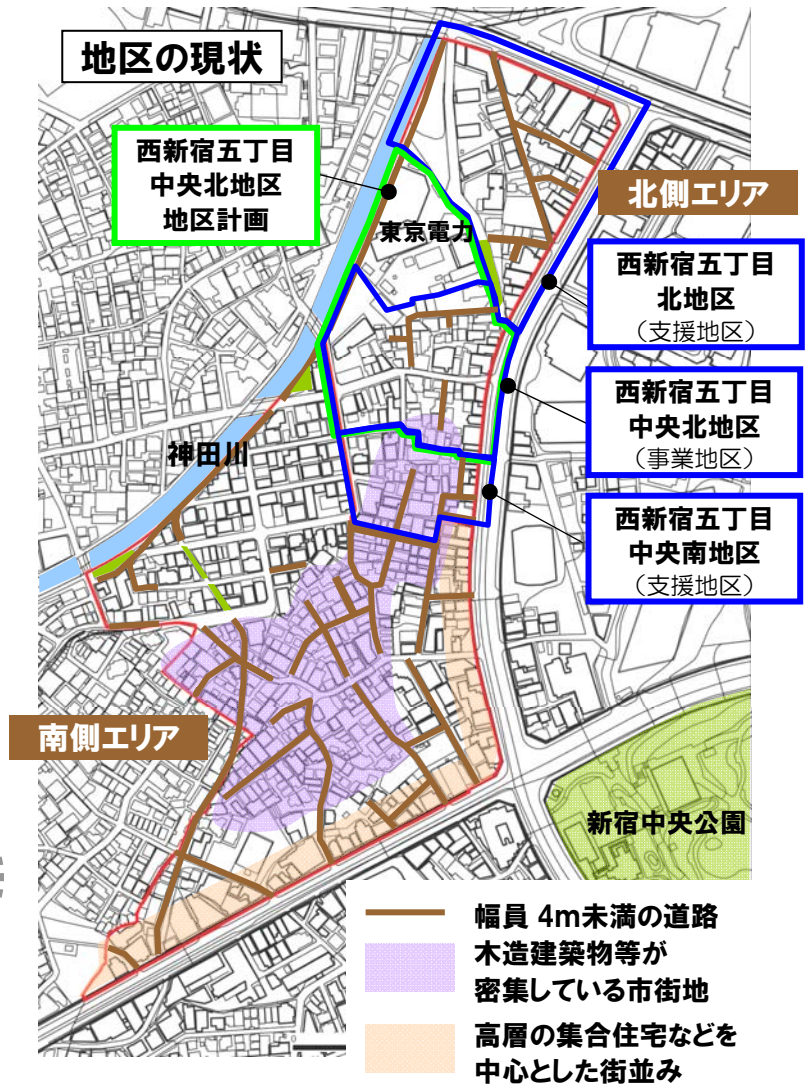 地区の現状
西新宿五丁目
中央北地区
地区計画
東京電力
北側エリア
西新宿五丁目
北地区
（支援地区）
西新宿五丁目
中央北地区
（事業地区）
神田川
西新宿五丁目
中央南地区
（支援地区）
南側エリア
新宿中央公園
幅員 4m未満の道路
木造建築物等が
密集している市街地
高層の集合住宅などを
中心とした街並み